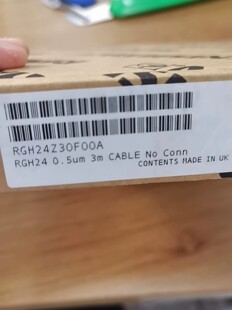 RGH24Z30F00A
RGH24 0.5um 3m CABLE No Conn
CONTENTS MADE IN UK